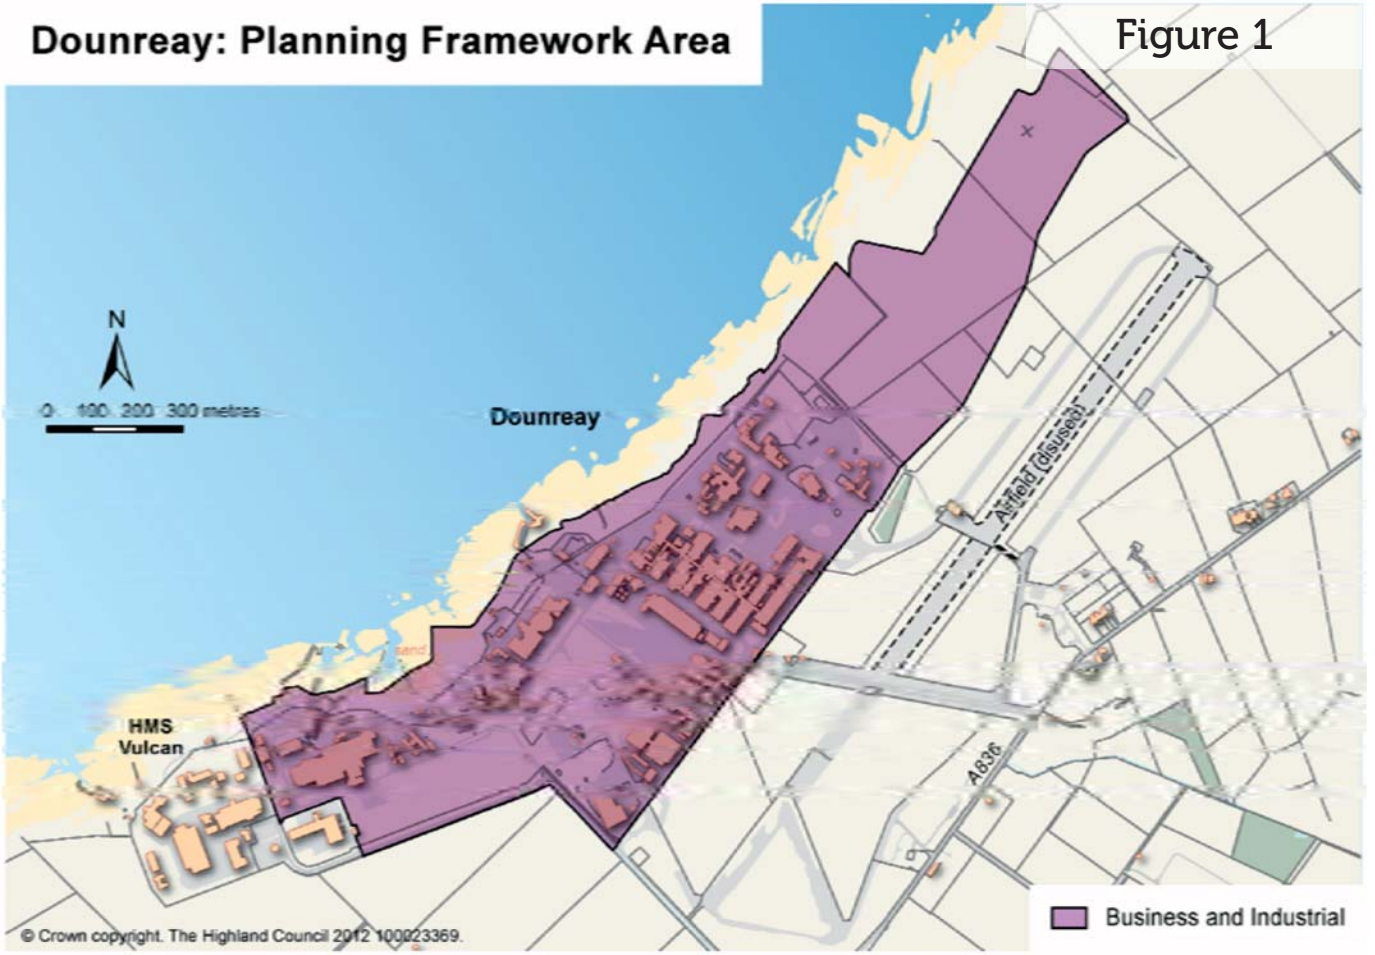 Dounreay: Planning Framework Area
Figure 1
N
0 100 200 300 metres
Dounreay
Airfield (disused)
sand
HMS
Vulcan
A836
Business and Industrial
© Crown copyright. The Highland Council 2012 100023369.